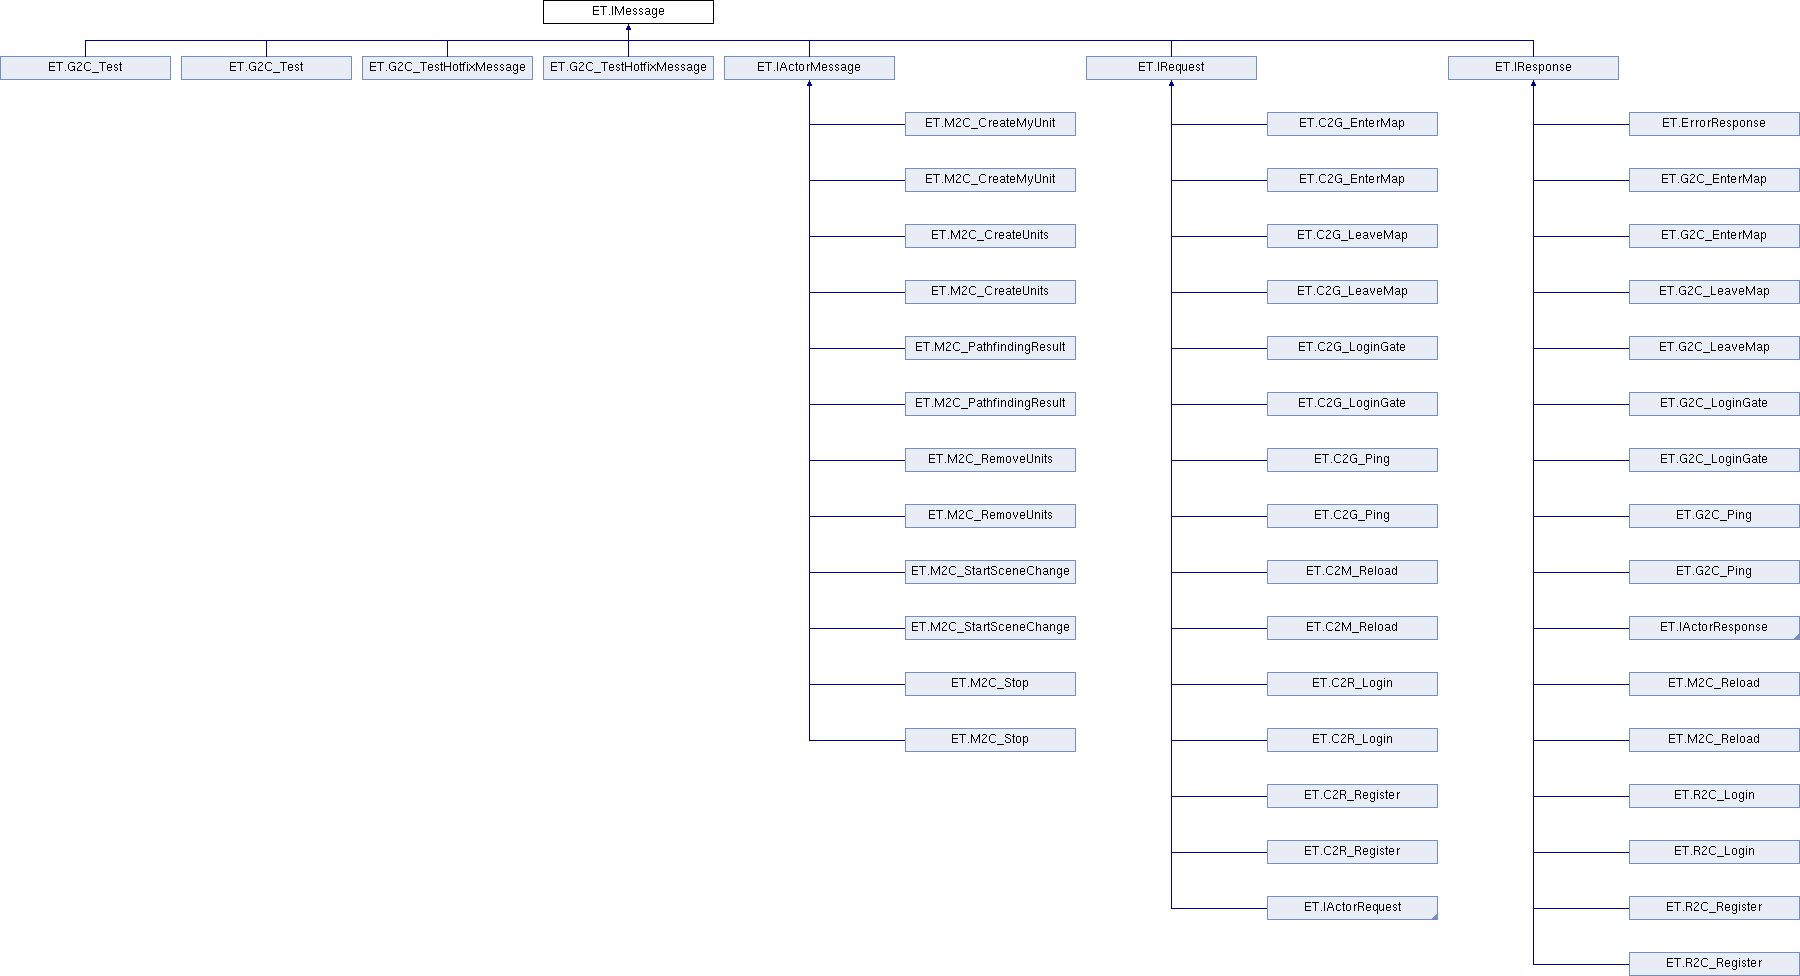 ET.IMessage
ET.G2C_Test
ET.G2C_Test
ET.G2C_TestHotfixMessage
ET.G2C_TestHotfixMessage
ET.IActorMessage
ET.IRequest
ET.IResponse
ET.M2C_CreateMyUnit
ET.M2C_CreateMyUnit
ET.M2C_CreateUnits
ET.M2C_CreateUnits
ET.M2C_PathfindingResult
ET.M2C_PathfindingResult
ET.M2C_RemoveUnits
ET.M2C_RemoveUnits
ET.M2C_StartSceneChange
ET.M2C_StartSceneChange
ET.M2C_Stop
ET.M2C_Stop
ET.C2G_EnterMap
ET.C2G_EnterMap
ET.C2G_LeaveMap
ET.C2G_LeaveMap
ET.C2G_LoginGate
ET.C2G_LoginGate
ET.C2G_Ping
ET.C2G_Ping
ET.C2M_Reload
ET.C2M_Reload
ET.C2R_Login
ET.C2R_Login
ET.C2R_Register
ET.C2R_Register
ET.IActorRequest
ET.ErrorResponse
ET.G2C_EnterMap
ET.G2C_EnterMap
ET.G2C_LeaveMap
ET.G2C_LeaveMap
ET.G2C_LoginGate
ET.G2C_LoginGate
ET.G2C_Ping
ET.G2C_Ping
ET.IActorResponse
ET.M2C_Reload
ET.M2C_Reload
ET.R2C_Login
ET.R2C_Login
ET.R2C_Register
ET.R2C_Register